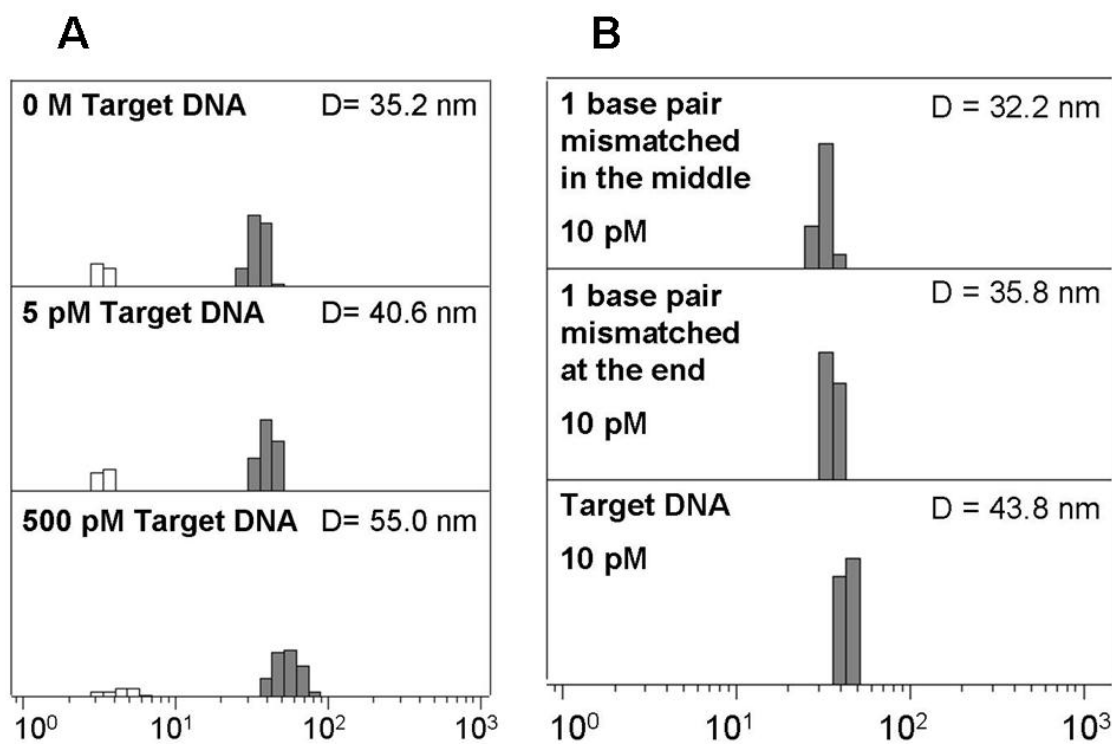 A
0 M Target DNA D= 35.2 nm
5 pM Target DNA D= 40.6 nm
500 pM Target DNA D= 55.0 nm
10⁰ 10¹ 10² 10³
B
1 base pair
mismatched
in the middle
10 pM
D = 32.2 nm
1 base pair
mismatched
at the end
10 pM
D = 35.8 nm
Target DNA
10 pM
D = 43.8 nm
10⁰ 10¹ 10² 10³